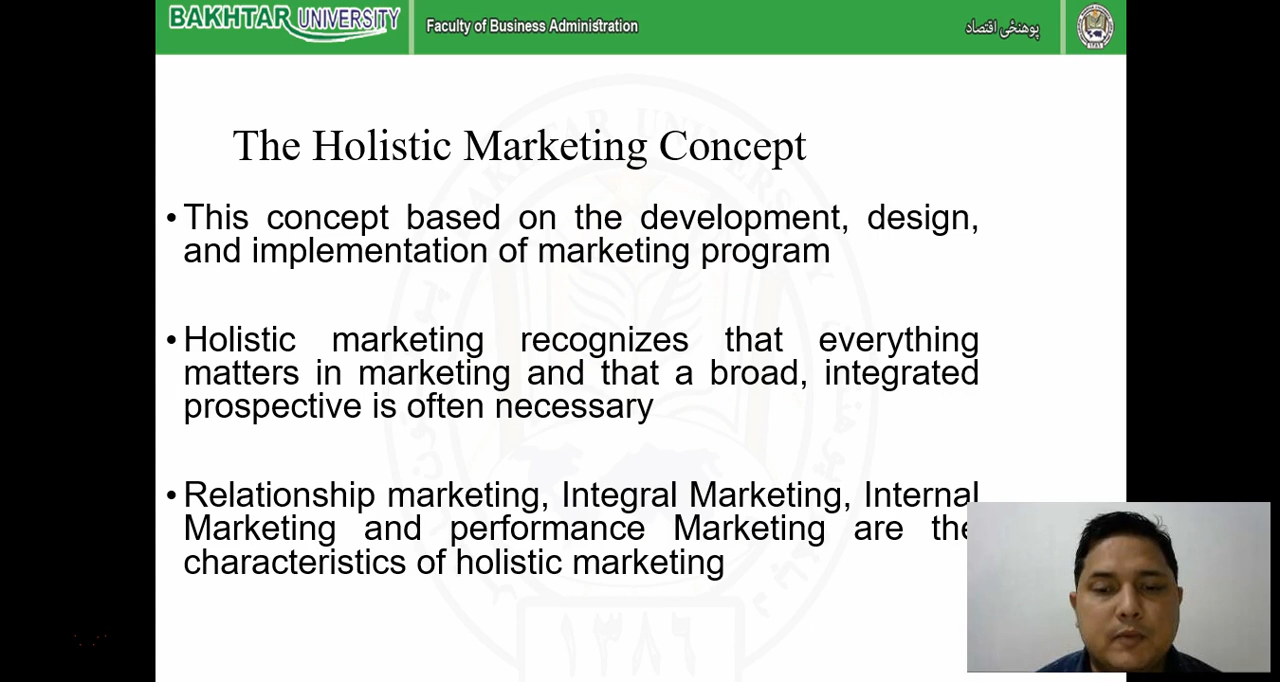 BAKHTAR UNIVERSITY
Faculty of Business Administration
پوهنځی اقتصاد
The Holistic Marketing Concept
•This concept based on the development, design,
and implementation of marketing program
•Holistic marketing recognizes that everything
matters in marketing and that a broad, integrated
prospective is often necessary
•Relationship marketing, Integral Marketing, Internal
Marketing and performance Marketing are the
characteristics of holistic marketing
١٣٨٦